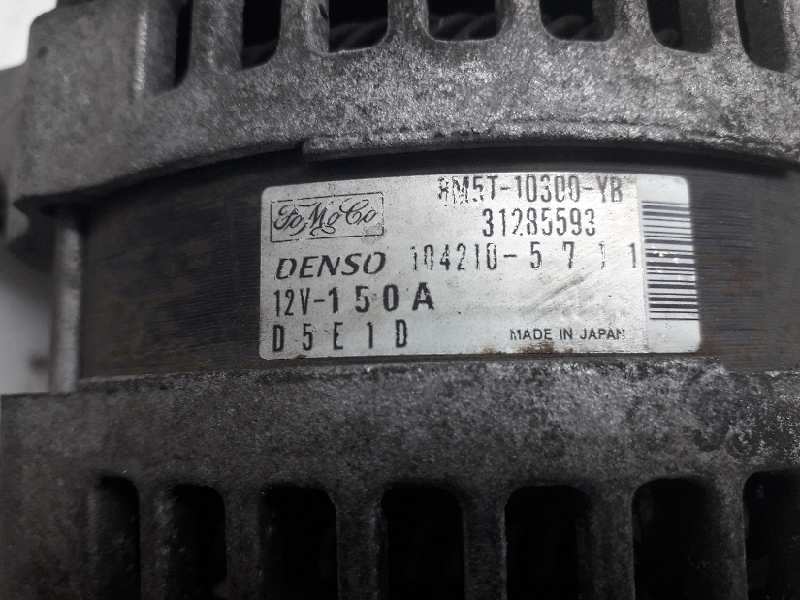 8M5T-10300-YB
FoMoCo
31285593
DENSO 104210-5711
12V-150A
D5E1D
MADE IN JAPAN